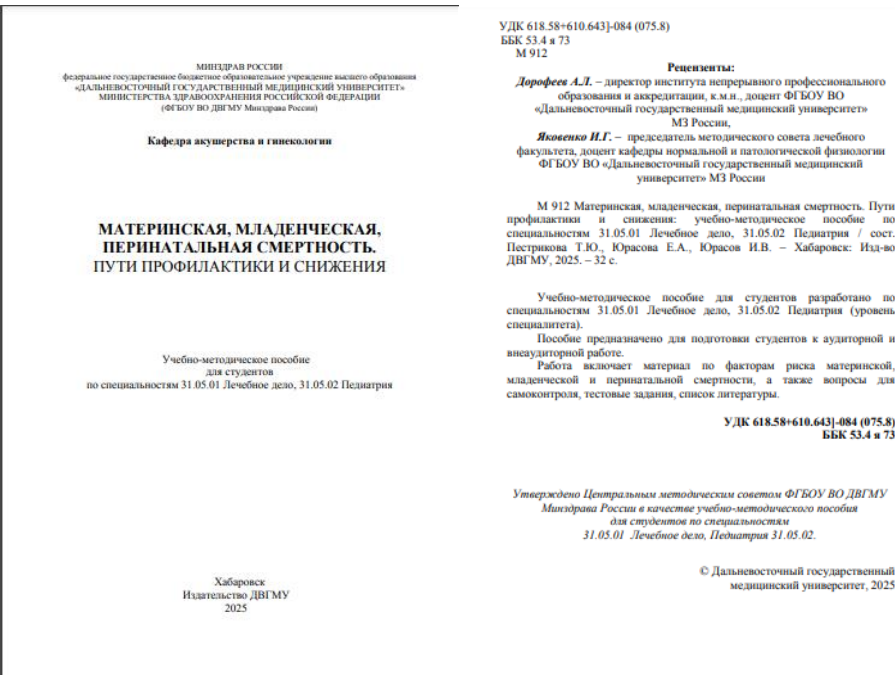 МИНЗДРАВ РОССИИ
федеральное государственное бюджетное образовательное учреждение высшего образования
«ДАЛЬНЕВОСТОЧНЫЙ ГОСУДАРСТВЕННЫЙ МЕДИЦИНСКИЙ УНИВЕРСИТЕТ»
МИНИСТЕРСТВА ЗДРАВООХРАНЕНИЯ РОССИЙСКОЙ ФЕДЕРАЦИИ
(ФГБОУ ВО ДВГМУ Минздрава России)
Кафедра акушерства и гинекологии
МАТЕРИНСКАЯ, МЛАДЕНЧЕСКАЯ,
ПЕРИНАТАЛЬНАЯ СМЕРТНОСТЬ.
ПУТИ ПРОФИЛАКТИКИ И СНИЖЕНИЯ
Учебно-методическое пособие
для студентов
по специальностям 31.05.01 Лечебное дело, 31.05.02 Педиатрия
Хабаровск
Издательство ДВГМУ
2025
УДК 618.58+610.643]-084 (075.8)
ББК 53.4 я 73
М 912
Рецензенты:
Дорофеев А.Л. – директор института непрерывного профессионального
образования и аккредитации, к.м.н., доцент ФГБОУ ВО
«Дальневосточный государственный медицинский университет»
МЗ России,
Яковенко И.Г. – председатель методического совета лечебного
факультета, доцент кафедры нормальной и патологической физиологии
ФГБОУ ВО «Дальневосточный государственный медицинский
университет» МЗ России
М 912 Материнская, младенческая, перинатальная смертность. Пути
профилактики и снижения: учебно-методическое пособие по
специальностям 31.05.01 Лечебное дело, 31.05.02 Педиатрия / сост.
Пестрикова Т.Ю., Юрасова Е.А., Юрасов И.В. – Хабаровск: Изд-во
ДВГМУ, 2025. – 32 с.
Учебно-методическое пособие для студентов разработано по
специальностям 31.05.01 Лечебное дело, 31.05.02 Педиатрия (уровень
специалитета).
Пособие предназначено для подготовки студентов к аудиторной и
внеаудиторной работе.
Работа включает материал по факторам риска материнской,
младенческой и перинатальной смертности, а также вопросы для
самоконтроля, тестовые задания, список литературы.
УДК 618.58+610.643]-084 (075.8)
ББК 53.4 я 73
Утверждено Центральным методическим советом ФГБОУ ВО ДВГМУ
Минздрава России в качестве учебно-методического пособия
для студентов по специальностям
31.05.01 Лечебное дело, Педиатрия 31.05.02.
© Дальневосточный государственный
медицинский университет, 2025